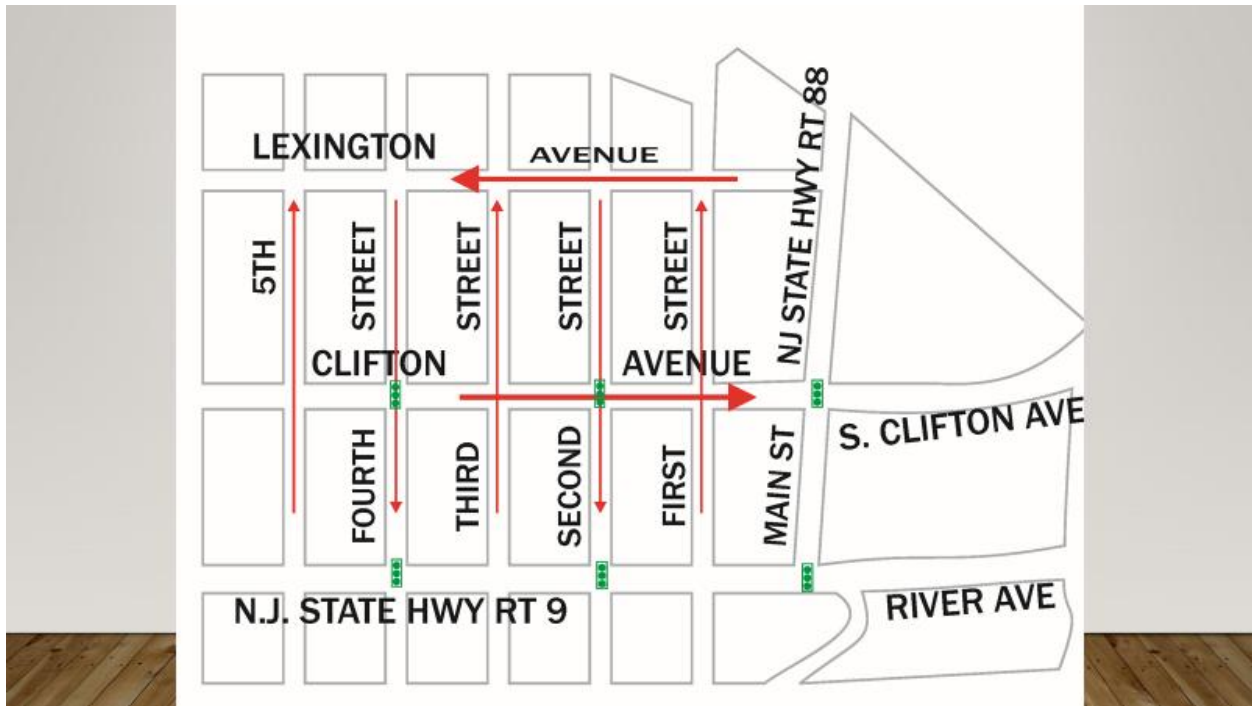 NJ STATE HWY RT 88
LEXINGTON
AVENUE
5TH
STREET
STREET
STREET
STREET
CLIFTON
AVENUE
S. CLIFTON AVE
FOURTH
THIRD
SECOND
FIRST
MAIN ST
N.J. STATE HWY RT 9
RIVER AVE